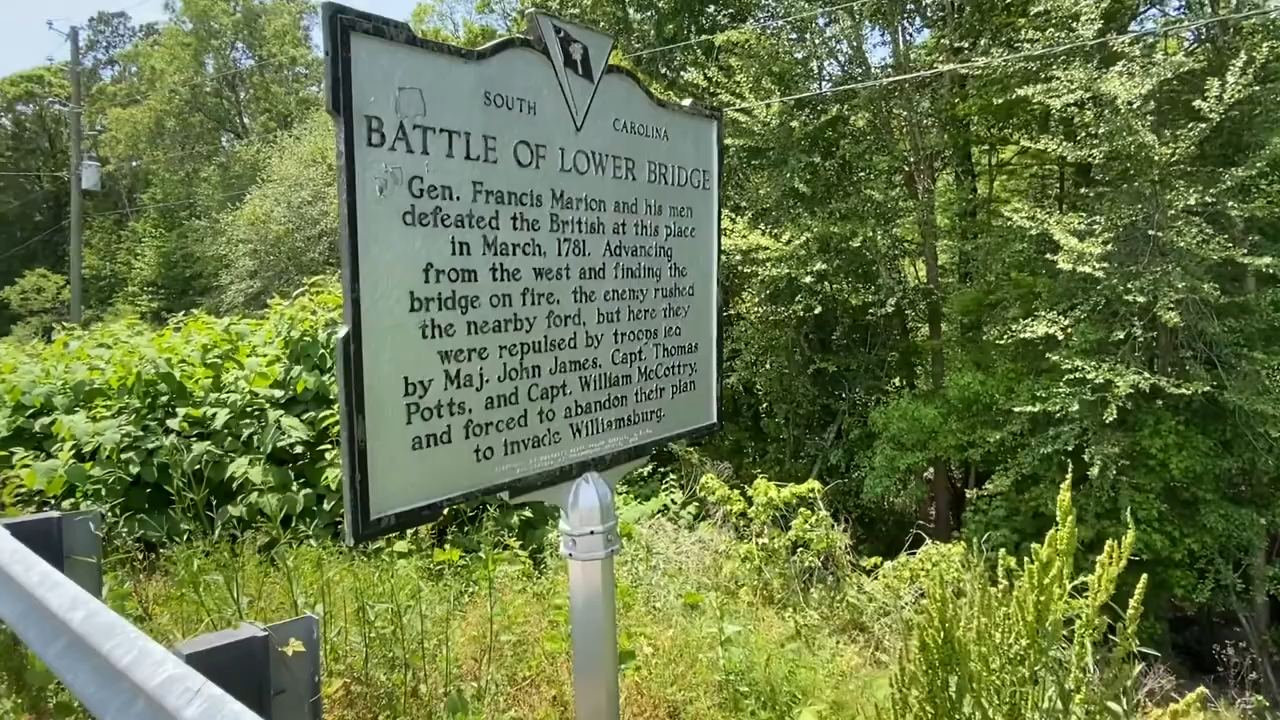 SOUTH CAROLINA
BATTLE OF LOWER BRIDGE
Gen. Francis Marion and his men
defeated the British at this place
in March, 1781. Advancing
from the west and finding the
bridge on fire, the enemy rushed
the nearby ford, but here they
were repulsed by troops led
by Maj. John James, Capt. Thomas
Potts, and Capt. William McCottry,
and forced to abandon their plan
to invade Williamsburg.